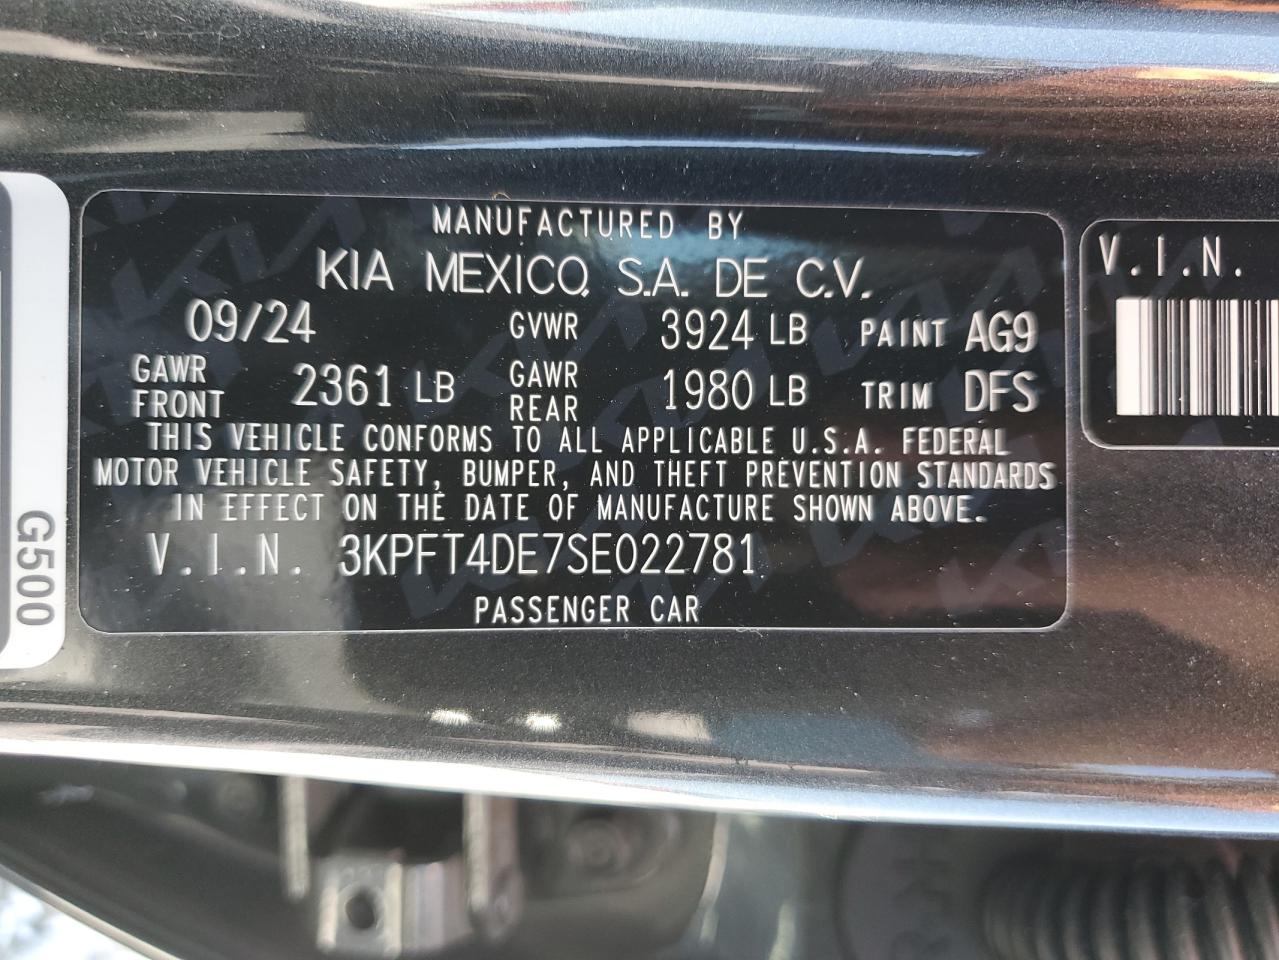 MANUFACTURED BY
KIA MEXICO, S.A. DE C.V.
09/24 GVWR 3924 LB PAINT AG9
GAWR FRONT 2361 LB GAWR REAR 1980 LB TRIM DFS
THIS VEHICLE CONFORMS TO ALL APPLICABLE U.S.A. FEDERAL
MOTOR VEHICLE SAFETY, BUMPER, AND THEFT PREVENTION STANDARDS
IN EFFECT ON THE DATE OF MANUFACTURE SHOWN ABOVE.
V.I.N. 3KPFT4DE7SE022781
PASSENGER CAR
V.I.N.
G500